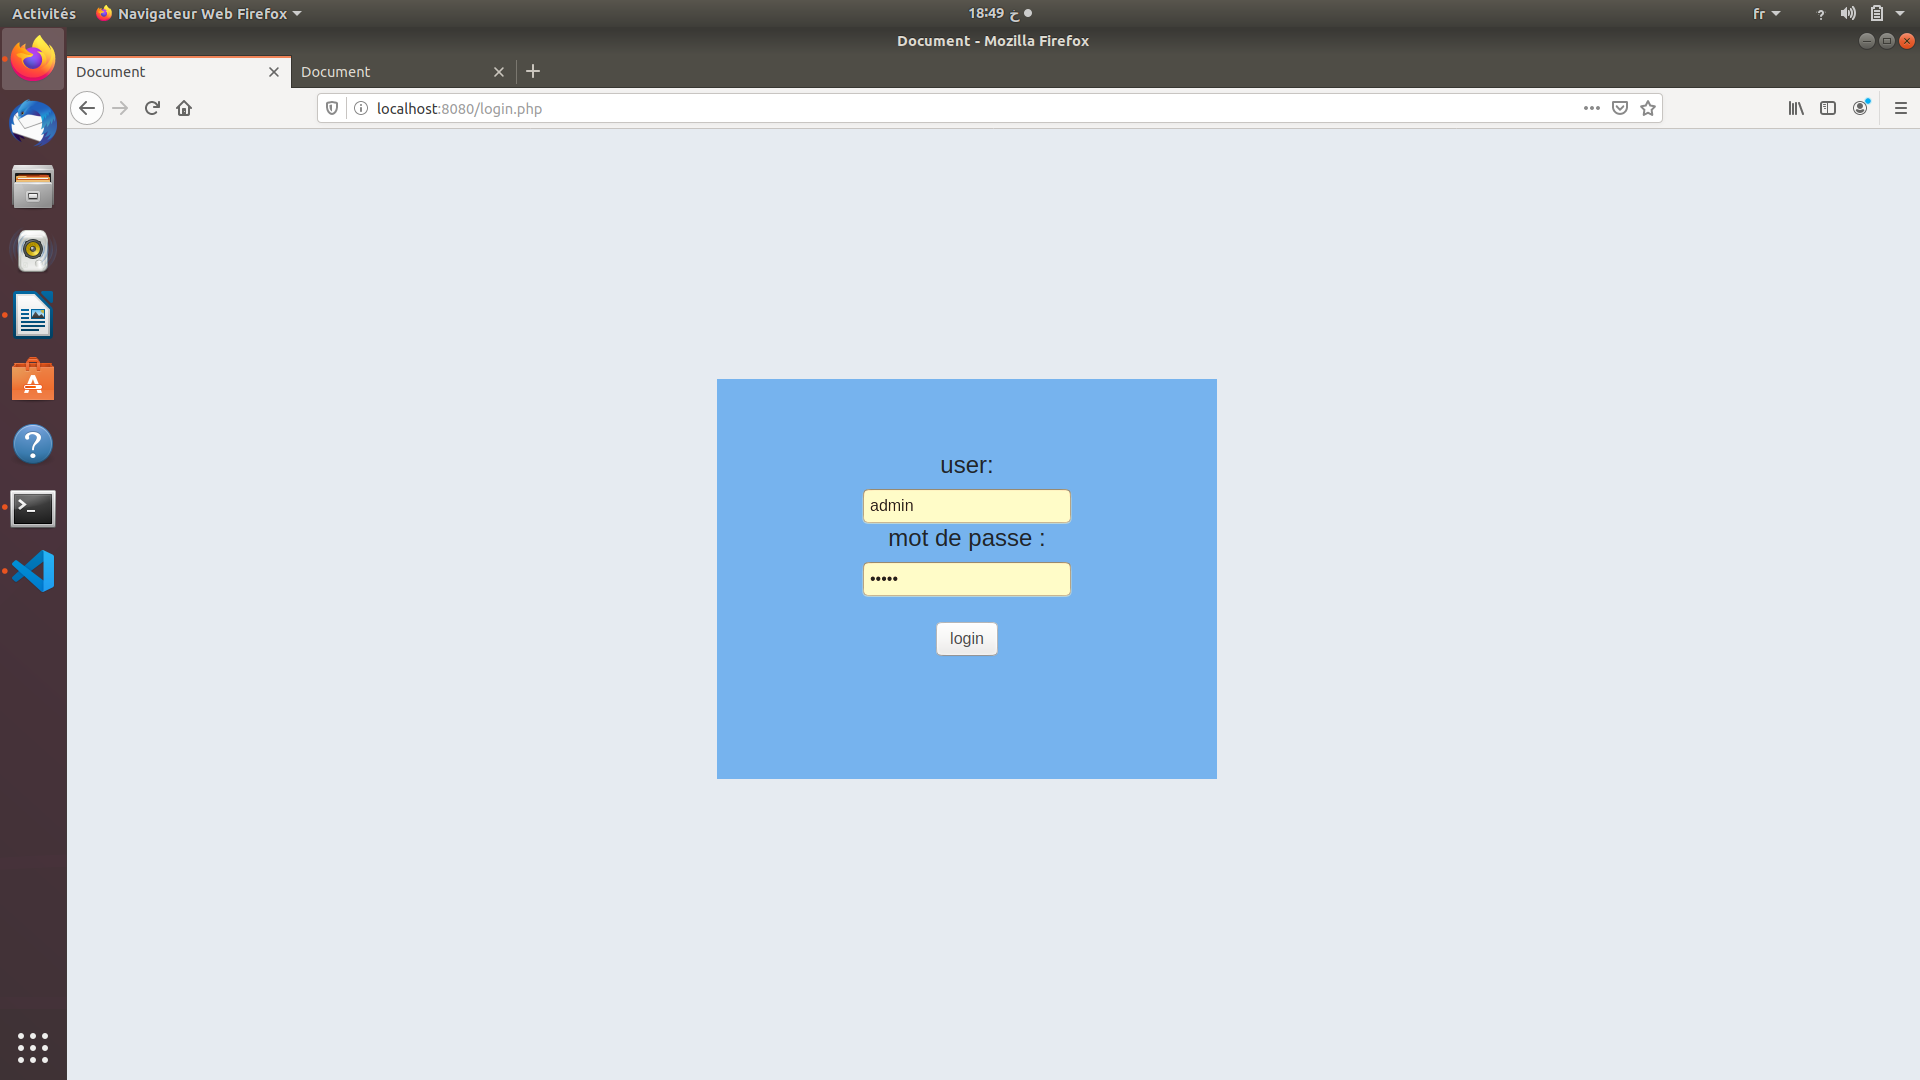 Activités
Navigateur Web Firefox
خ 18:49
fr
Document - Mozilla Firefox
Document
Document
localhost:8080/login.php
user:
admin
mot de passe :
•••••
login